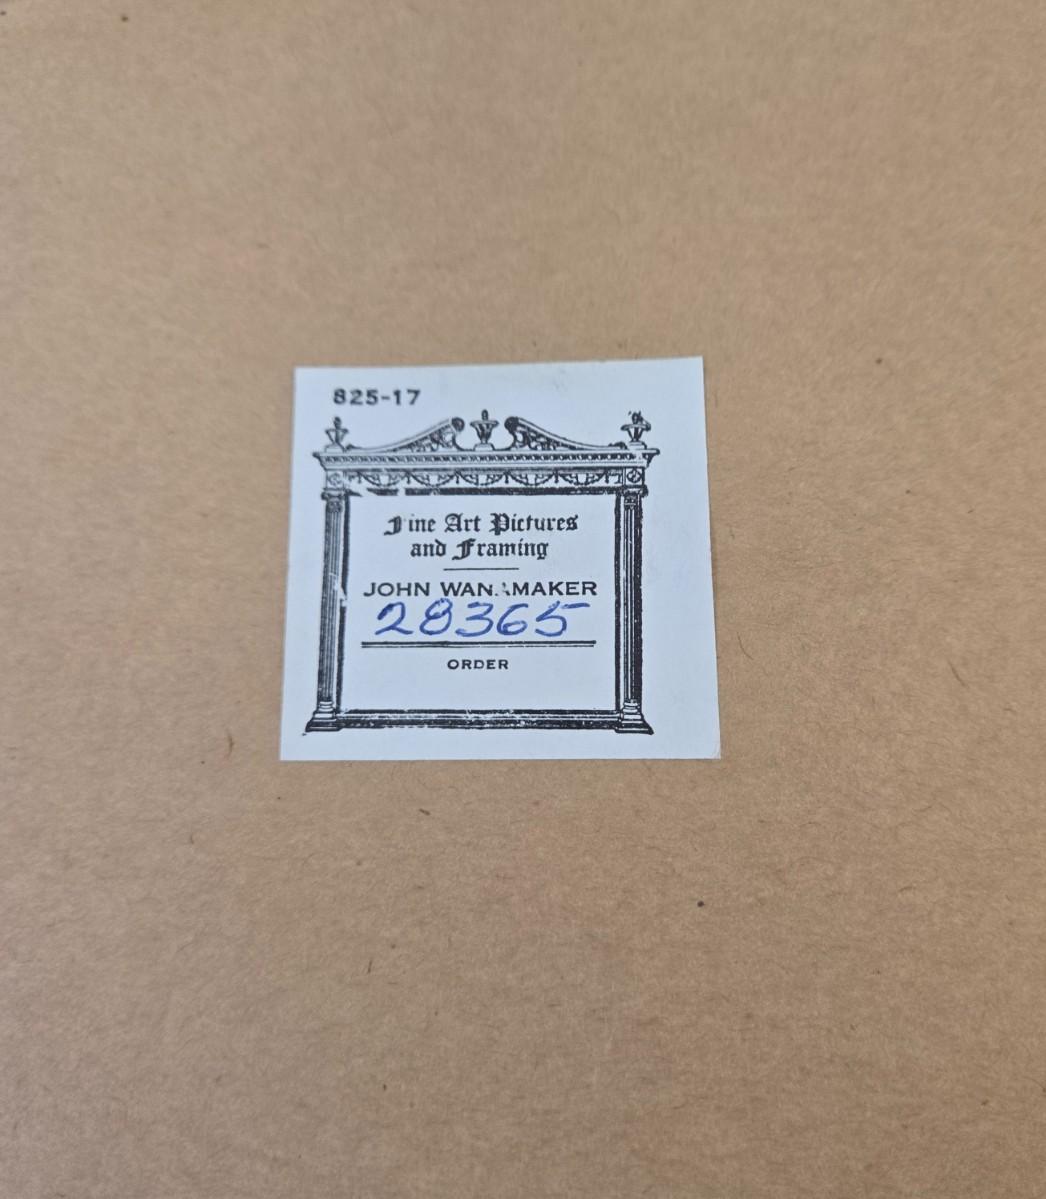 825-17
Fine Art Pictures
and Framing
JOHN WANAMAKER
28365
ORDER